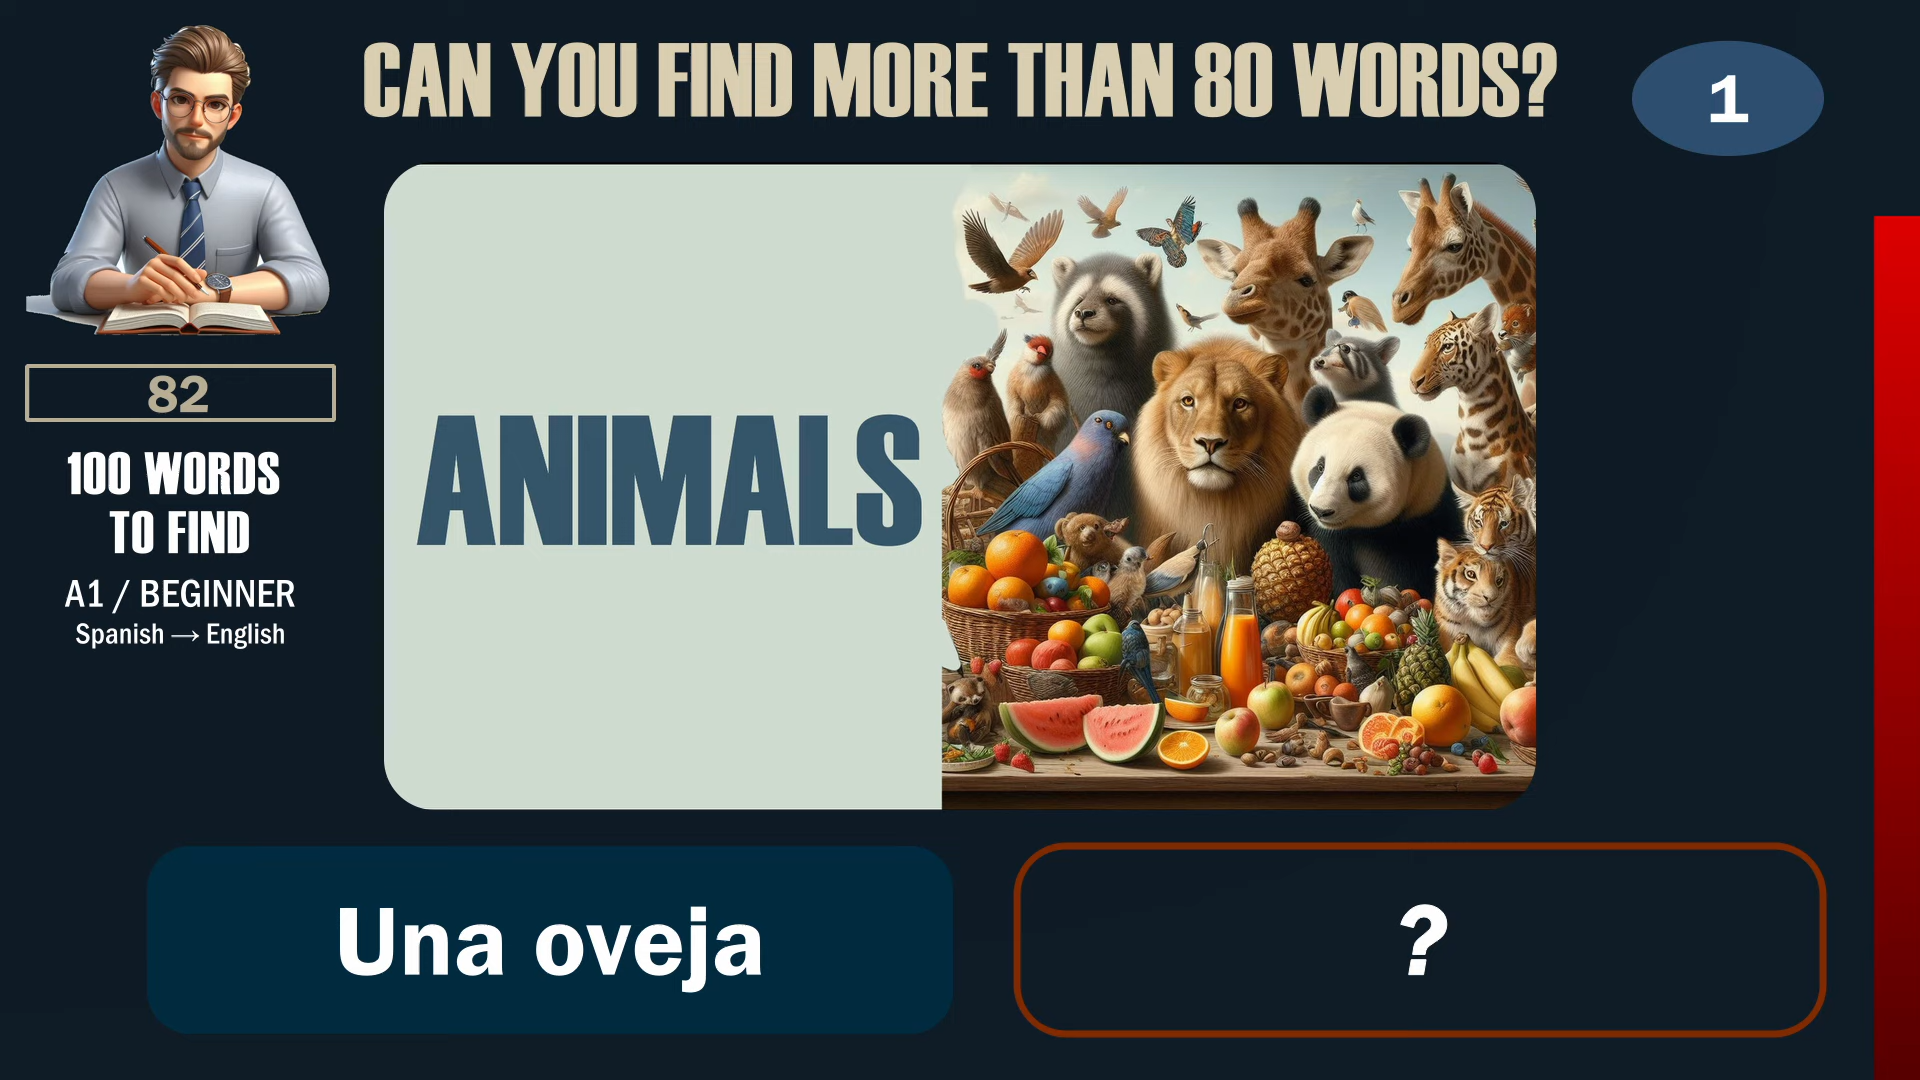 CAN YOU FIND MORE THAN 80 WORDS?
1
82
100 WORDS
TO FIND
A1 / BEGINNER
Spanish → English
ANIMALS
Una oveja
?